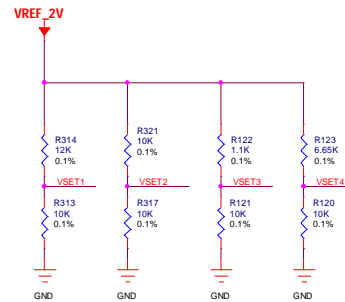 VREF_2V
R314
12K
0.1%
R321
10K
0.1%
R122
1.1K
0.1%
R123
6.65K
0.1%
VSET1
VSET2
VSET3
VSET4
R313
10K
0.1%
R317
10K
0.1%
R121
10K
0.1%
R120
10K
0.1%
GND
GND
GND
GND